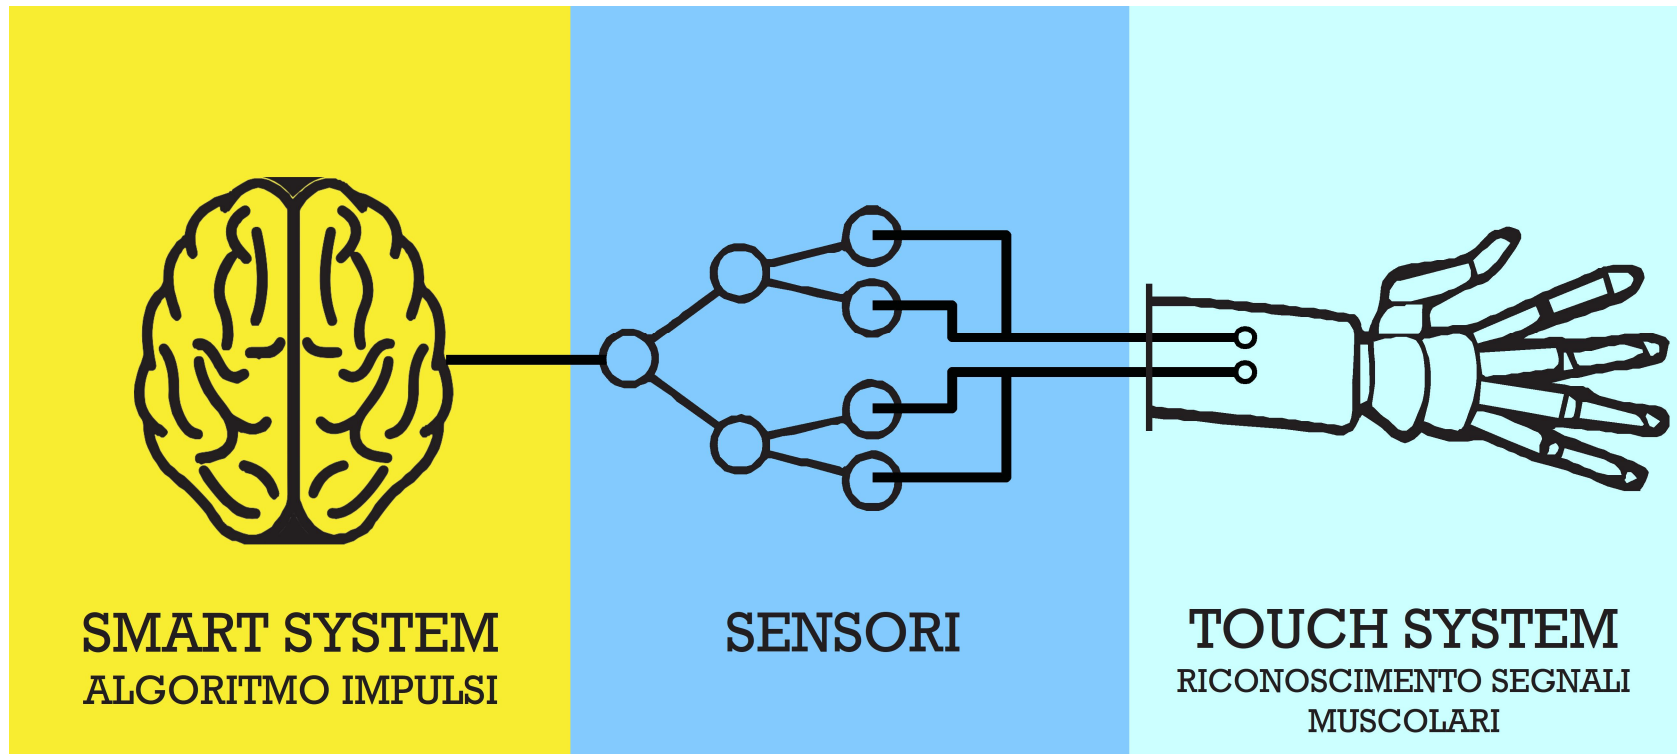 SMART SYSTEM
ALGORITMO IMPULSI
SENSORI
TOUCH SYSTEM
RICONOSCIMENTO SEGNALI
MUSCOLARI